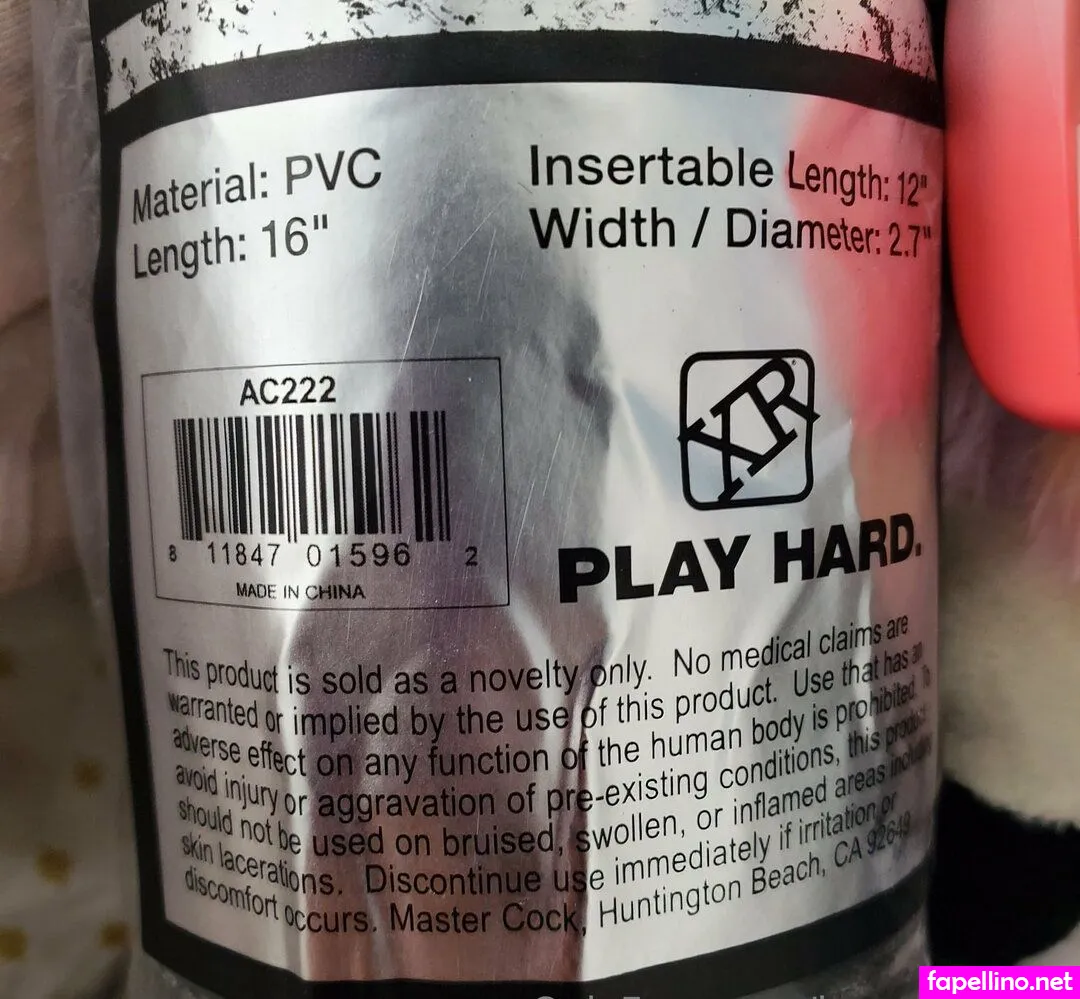 Material: PVC
Length: 16"
Insertable Length: 12"
Width / Diameter: 2.7"
AC222
8 11847 01596 2
MADE IN CHINA
XR
PLAY HARD.
This product is sold as a novelty only. No medical claims are
warranted or implied by the use of this product. Use that has an
adverse effect on any function of the human body is prohibited. To
avoid injury or aggravation of pre-existing conditions, this product
should not be used on bruised, swollen, or inflamed areas including
skin lacerations. Discontinue use immediately if irritation or
discomfort occurs. Master Cock, Huntington Beach, CA 92649
fapellino.net